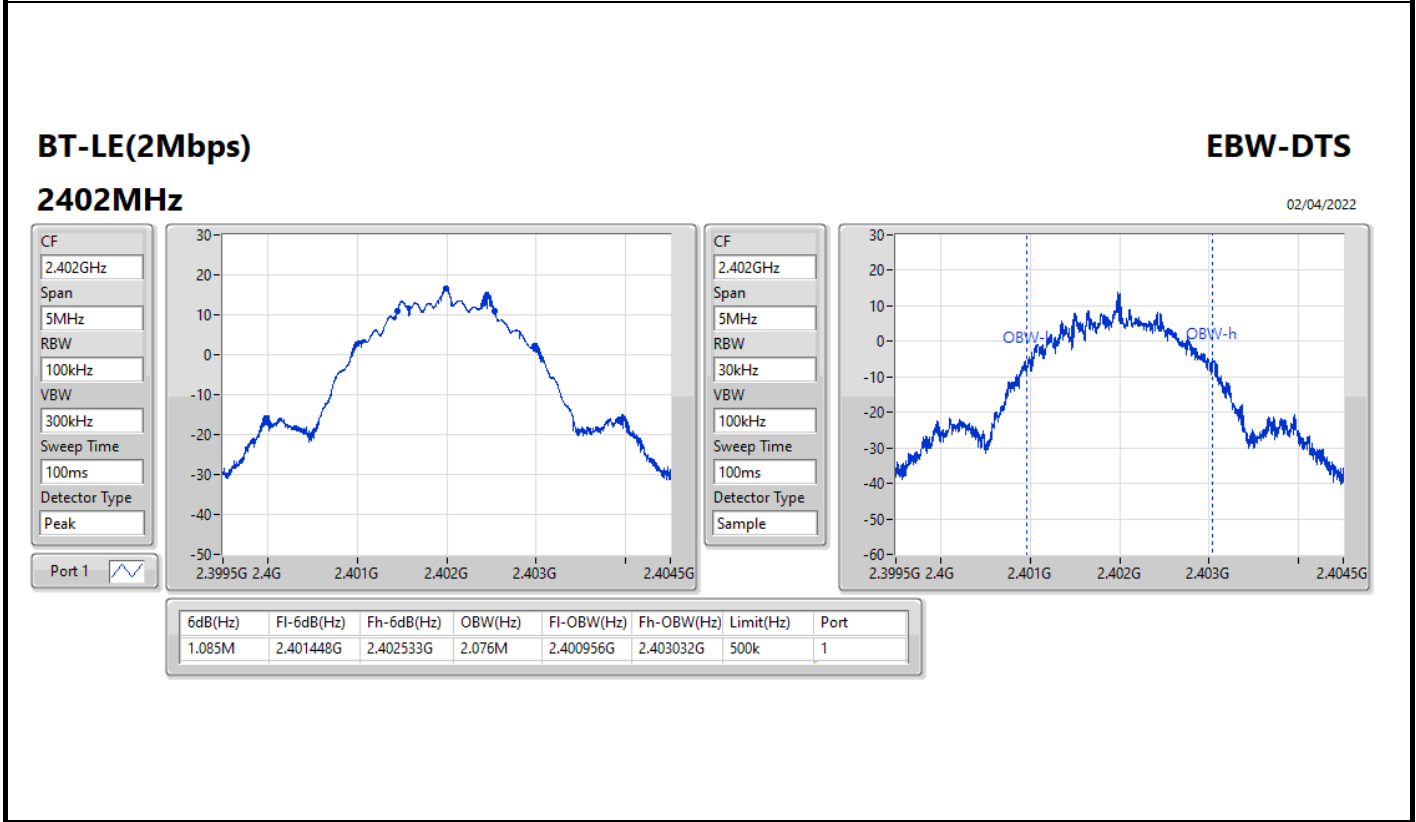 BT-LE(2Mbps)
EBW-DTS
2402MHz
02/04/2022
CF
2.402GHz
Span
5MHz
RBW
100kHz
VBW
300kHz
Sweep Time
100ms
Detector Type
Peak
Port 1
30
20
10
0
-10
-20
-30
-40
-50
2.3995G 2.4G 2.401G 2.402G 2.403G 2.4045G
CF
2.402GHz
Span
5MHz
RBW
30kHz
VBW
100kHz
Sweep Time
100ms
Detector Type
Sample
30
20
10
0
-10
-20
-30
-40
-50
-60
OBW-l OBW-h
2.3995G 2.4G 2.401G 2.402G 2.403G 2.4045G
6dB(Hz) Fl-6dB(Hz) Fh-6dB(Hz) OBW(Hz) Fl-OBW(Hz) Fh-OBW(Hz) Limit(Hz) Port
1.085M 2.401448G 2.402533G 2.076M 2.400956G 2.403032G 500k 1